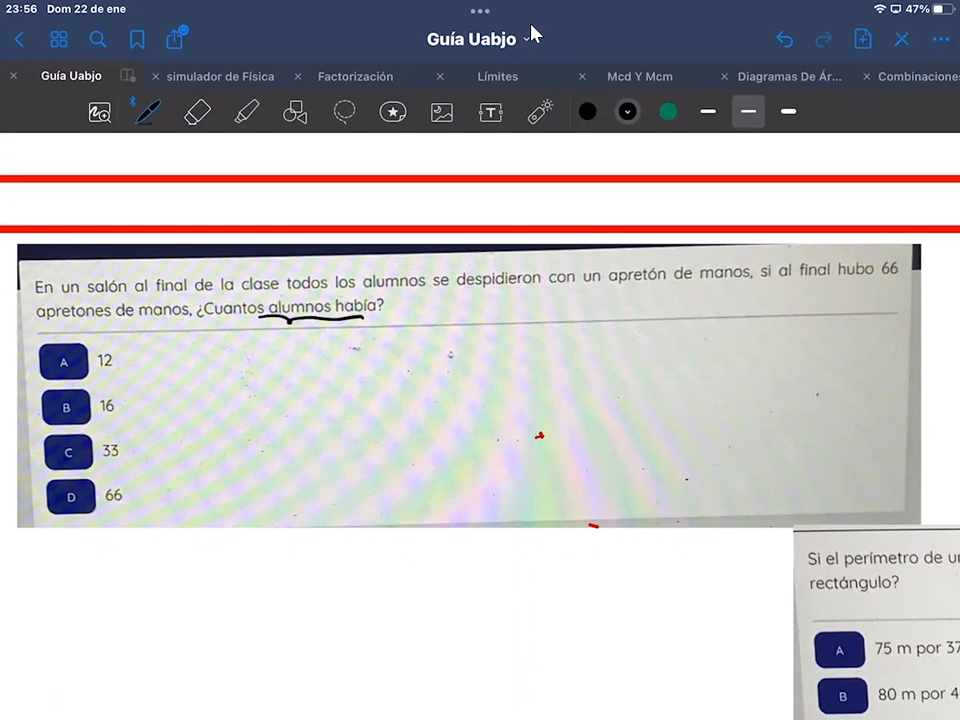 23:56 Dom 22 de ene
47%
Guía Uabjo
Guía Uabjo
simulador de Física
Factorización
Límites
Mcd Y Mcm
Diagramas De Ár...
Combinacione
En un salón al final de la clase todos los alumnos se despidieron con un apretón de manos, si al final hubo 66
apretones de manos, ¿Cuantos alumnos había?
A 12
B 16
C 33
D 66
Si el perímetro de
rectángulo?
A 75 m por 37
B 80 m por 4